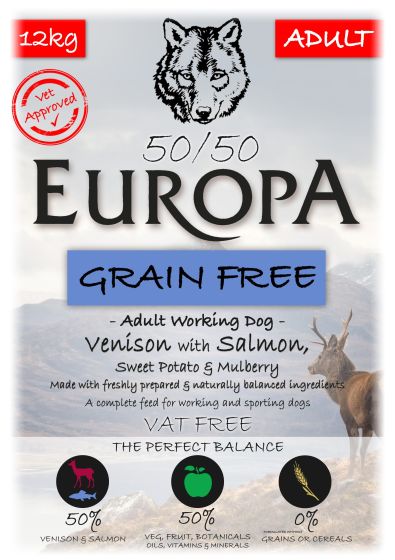 12kg
ADULT
Vet
Approved
50/50
EUROPA
GRAIN FREE
- Adult Working Dog -
Venison with Salmon,
Sweet Potato & Mulberry
Made with freshly prepared & naturally balanced ingredients
A complete feed for working and sporting dogs
VAT FREE
THE PERFECT BALANCE
50%
VENISON & SALMON
50%
VEG, FRUIT, BOTANICALS
OILS, VITAMINS & MINERALS
0%
GRAINS OR CEREALS